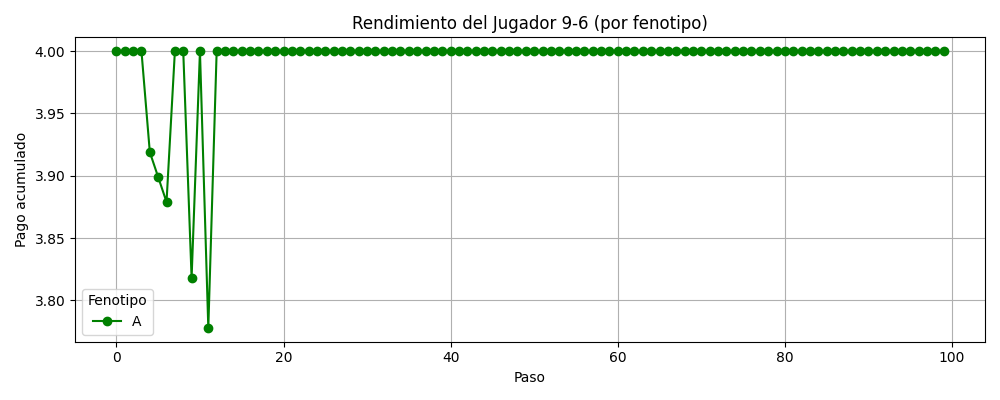 Rendimiento del Jugador 9-6 (por fenotipo)
Pago acumulado
4.00
3.95
3.90
3.85
3.80
Fenotipo
A
0 20 40 60 80 100
Paso